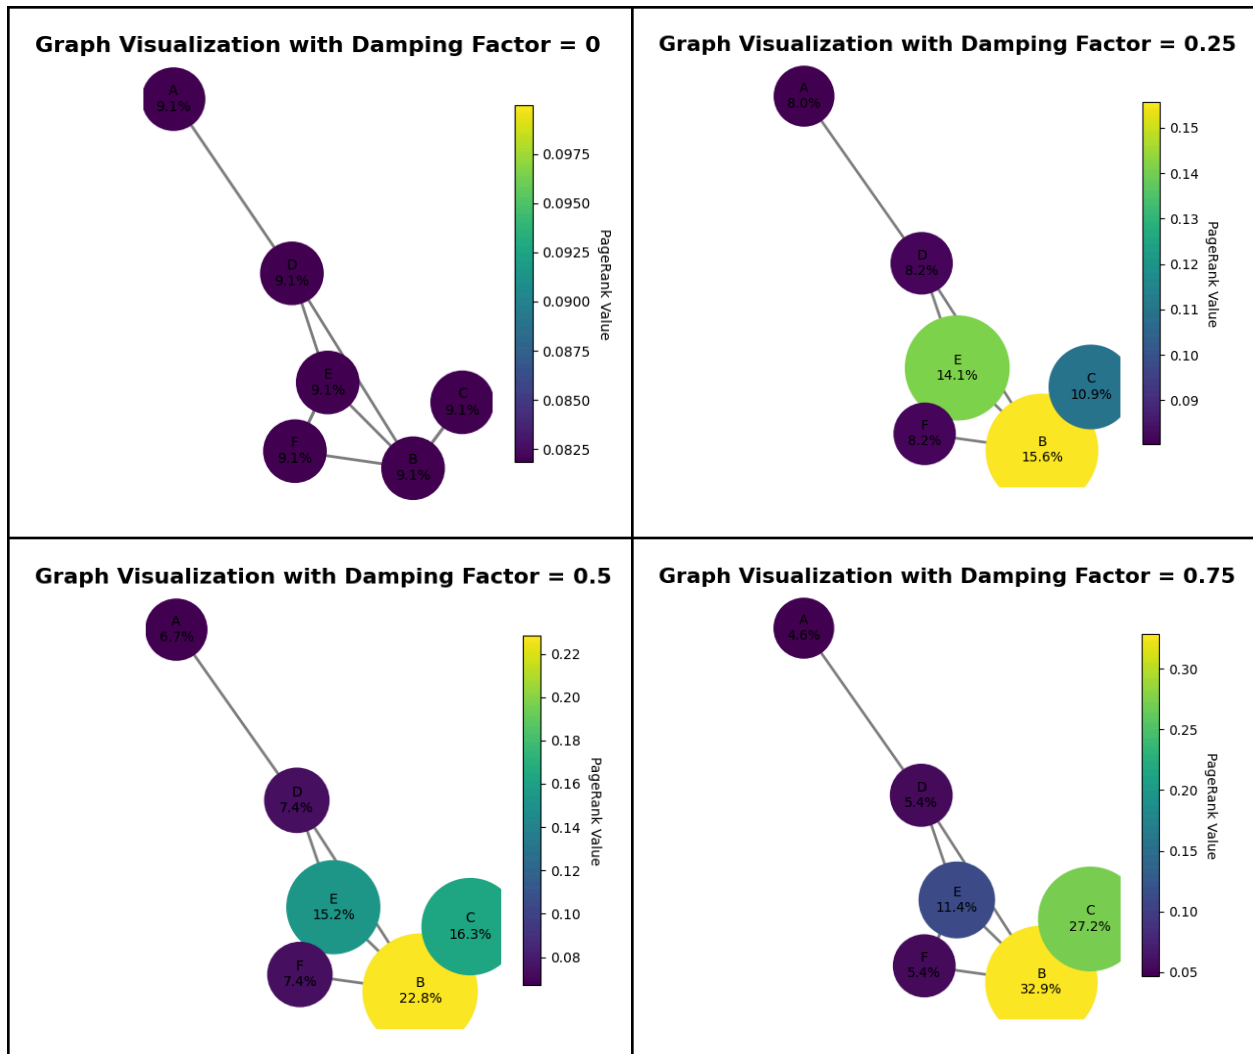 Graph Visualization with Damping Factor = 0
A
9.1%
D
9.1%
E
9.1%
C
9.1%
F
9.1%
B
9.1%
0.0975
0.0950
0.0925
0.0900
0.0875
0.0850
0.0825
PageRank Value
Graph Visualization with Damping Factor = 0.25
A
8.0%
D
8.2%
E
14.1%
C
10.9%
F
8.2%
B
15.6%
0.15
0.14
0.13
0.12
0.11
0.10
0.09
PageRank Value
Graph Visualization with Damping Factor = 0.5
A
6.7%
D
7.4%
E
15.2%
C
16.3%
F
7.4%
B
22.8%
0.22
0.20
0.18
0.16
0.14
0.12
0.10
0.08
PageRank Value
Graph Visualization with Damping Factor = 0.75
A
4.6%
D
5.4%
E
11.4%
C
27.2%
F
5.4%
B
32.9%
0.30
0.25
0.20
0.15
0.10
0.05
PageRank Value